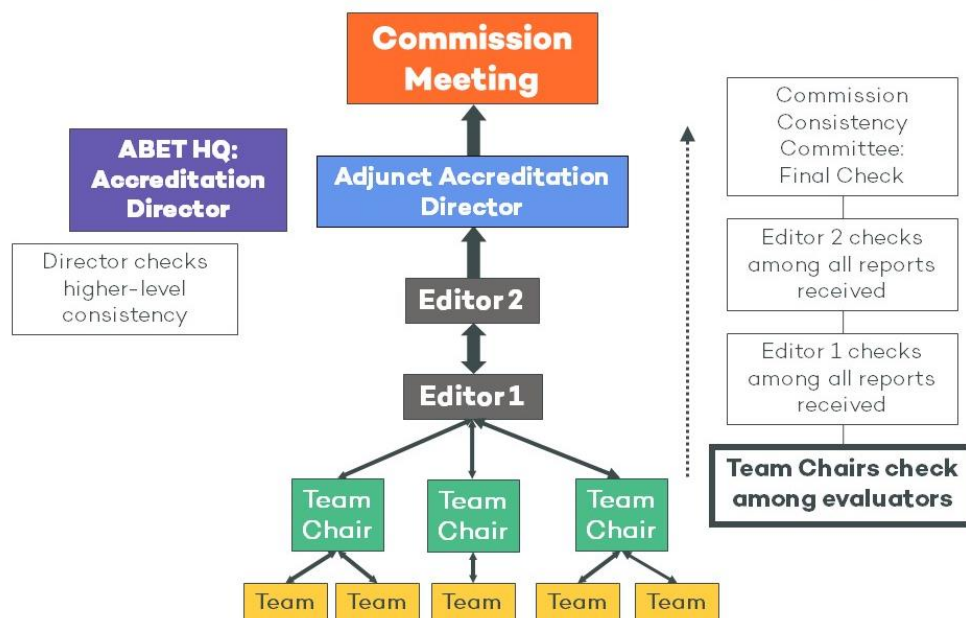 Commission
Meeting
ABET HQ:
Accreditation
Director
Director checks
higher-level
consistency
Adjunct Accreditation
Director
Editor 2
Editor 1
Team
Chair
Team
Chair
Team
Chair
Team
Team
Team
Team
Team
Commission
Consistency
Committee:
Final Check
Editor 2 checks
among all reports
received
Editor 1 checks
among all reports
received
Team Chairs check
among evaluators